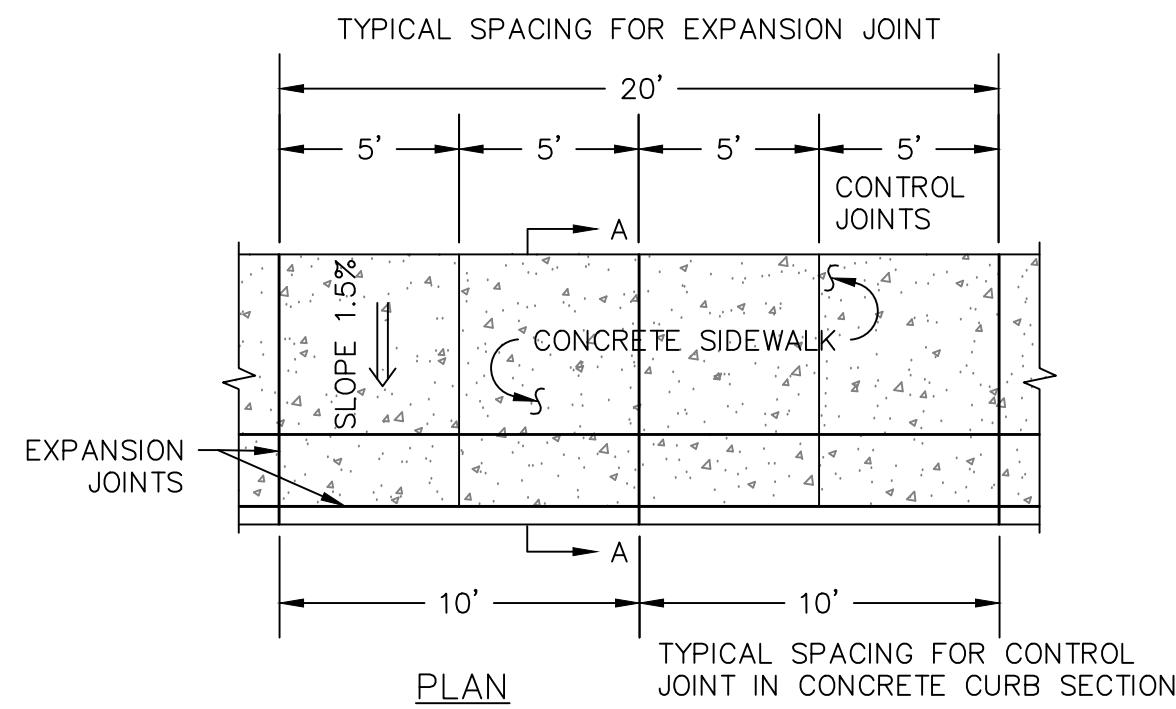 TYPICAL SPACING FOR EXPANSION JOINT
20'
5' 5' 5' 5'
CONTROL
JOINTS
A
SLOPE 1.5%
CONCRETE SIDEWALK
EXPANSION
JOINTS
A
10' 10'
TYPICAL SPACING FOR CONTROL
JOINT IN CONCRETE CURB SECTION
PLAN